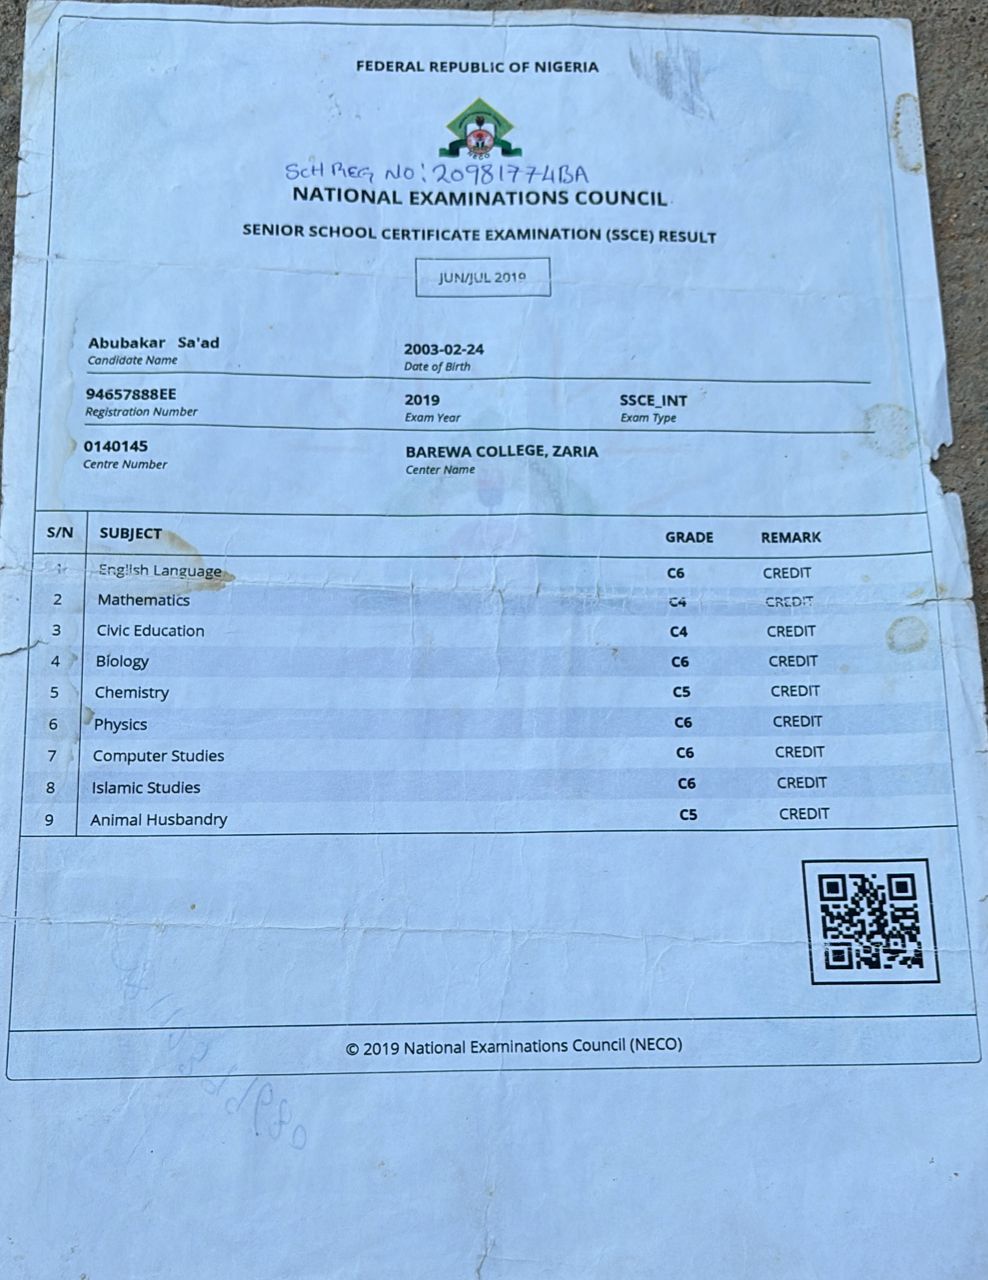 FEDERAL REPUBLIC OF NIGERIA
NECO
SCH REG NO: 20981774BA
NATIONAL EXAMINATIONS COUNCIL
SENIOR SCHOOL CERTIFICATE EXAMINATION (SSCE) RESULT
JUN/JUL 2019
Abubakar Sa'ad 2003-02-24
Candidate Name Date of Birth
94657888EE 2019 SSCE_INT
Registration Number Exam Year Exam Type
0140145 BAREWA COLLEGE, ZARIA
Centre Number Center Name
S/N SUBJECT GRADE REMARK
1 English Language C6 CREDIT
2 Mathematics C4 CREDIT
3 Civic Education C4 CREDIT
4 Biology C6 CREDIT
5 Chemistry C5 CREDIT
6 Physics C6 CREDIT
7 Computer Studies C6 CREDIT
8 Islamic Studies C6 CREDIT
9 Animal Husbandry C5 CREDIT
© 2019 National Examinations Council (NECO)